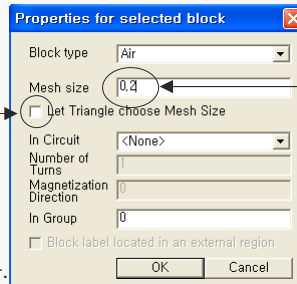 Properties for selected block
Block type Air
Mesh size 0,2
Let Triangle choose Mesh Size
In Circuit <None>
Number of Turns 1
Magnetization Direction 0
In Group 0
Block label located in an external region
OK Cancel